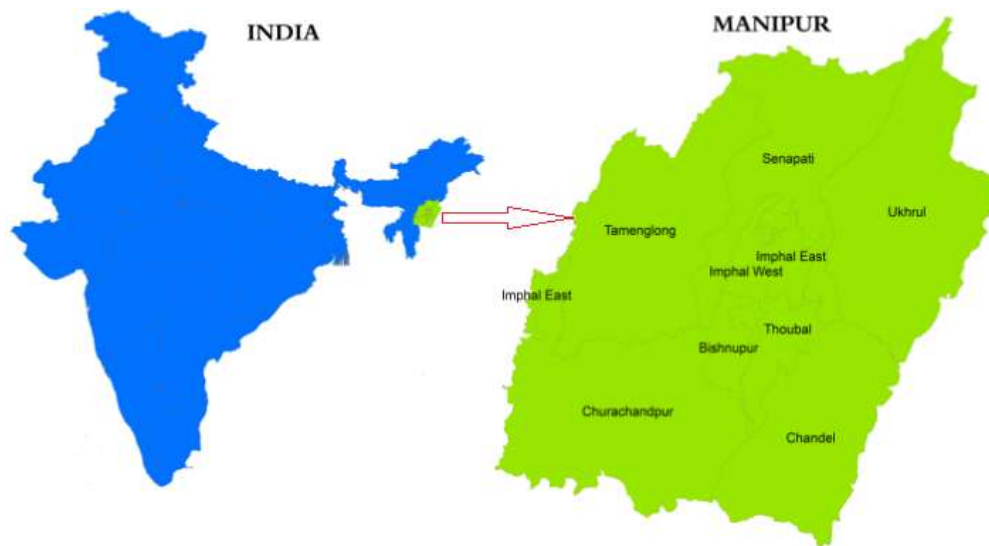 INDIA
MANIPUR
Senapati
Ukhrul
Tamenglong
Imphal East
Imphal West
Imphal East
Thoubal
Bishnupur
Churachandpur
Chandel